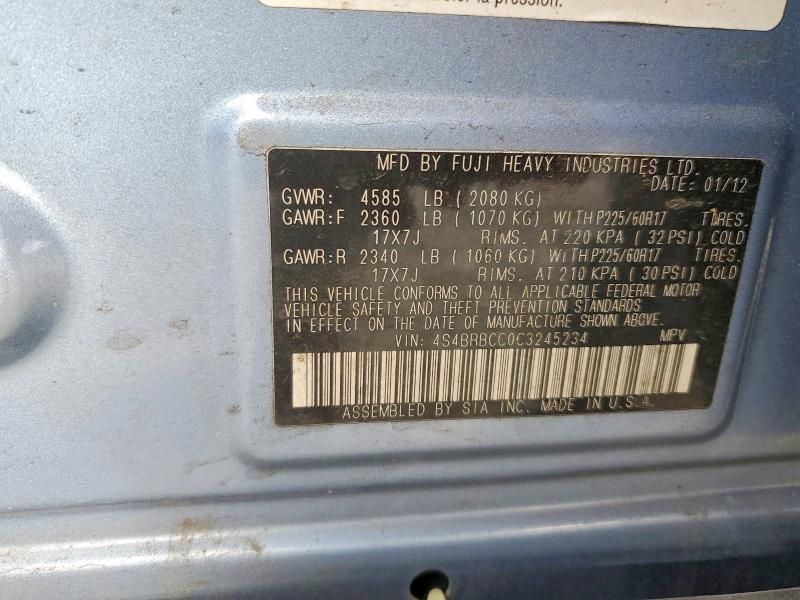 la pression.
MFD BY FUJI HEAVY INDUSTRIES LTD.
DATE: 01/12
GVWR: 4585 LB ( 2080 KG)
GAWR: F 2360 LB ( 1070 KG) WITH P225/60R17 TIRES.
17X7J RIMS. AT 220 KPA ( 32 PSI) COLD
GAWR: R 2340 LB ( 1060 KG) WITH P225/60R17 TIRES.
17X7J RIMS. AT 210 KPA ( 30 PSI) COLD
THIS VEHICLE CONFORMS TO ALL APPLICABLE FEDERAL MOTOR
VEHICLE SAFETY AND THEFT PREVENTION STANDARDS
IN EFFECT ON THE DATE OF MANUFACTURE SHOWN ABOVE.
VIN: 4S4BRBCC0C3245234 MPV
ASSEMBLED BY SIA INC. MADE IN U.S.A.